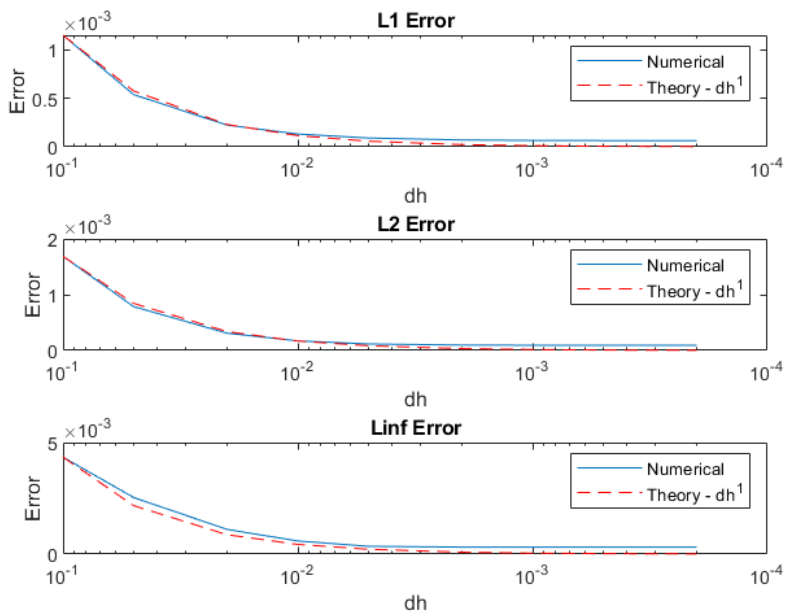 L1 Error
×10⁻³
1
0.5
0
Error
10⁻¹ 10⁻² 10⁻³ 10⁻⁴
dh
Numerical
Theory - dh¹
L2 Error
×10⁻³
2
1
0
Error
10⁻¹ 10⁻² 10⁻³ 10⁻⁴
dh
Numerical
Theory - dh¹
Linf Error
×10⁻³
5
0
Error
10⁻¹ 10⁻² 10⁻³ 10⁻⁴
dh
Numerical
Theory - dh¹